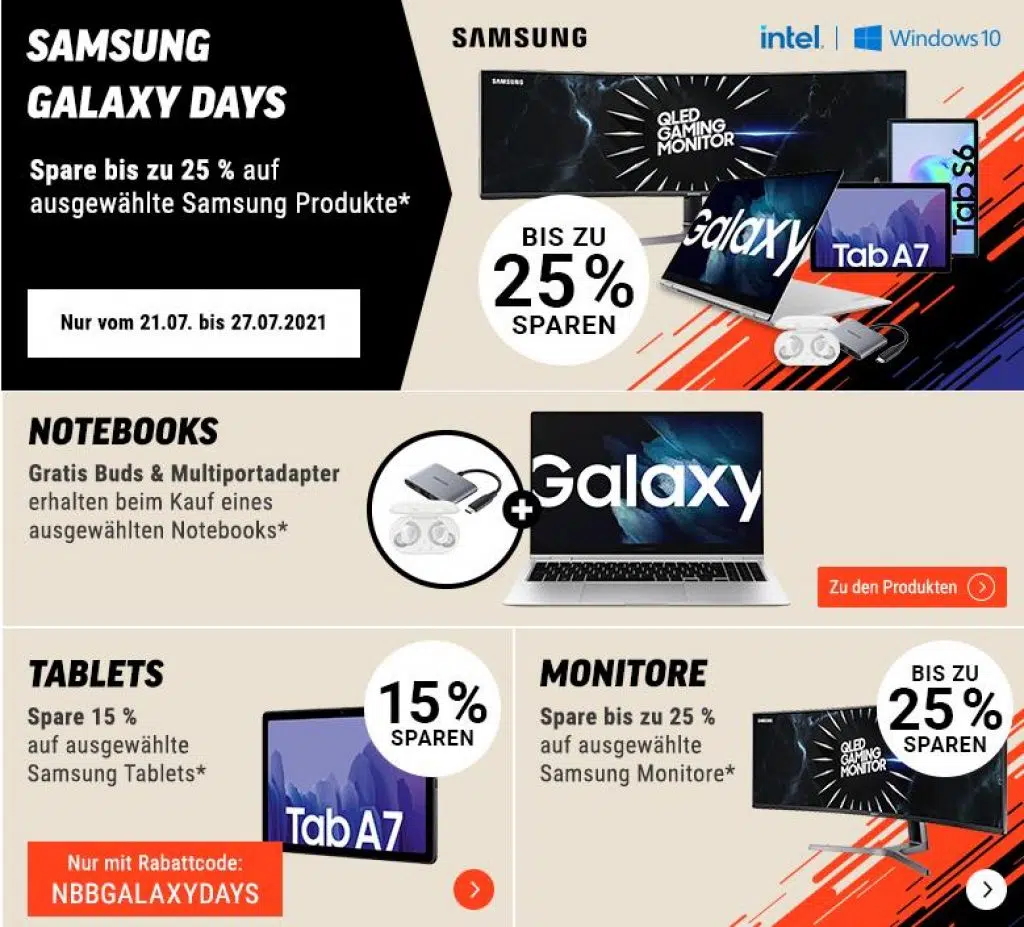 SAMSUNG
GALAXY DAYS
Spare bis zu 25 % auf
ausgewählte Samsung Produkte*
Nur vom 21.07. bis 27.07.2021
SAMSUNG
intel. | Windows 10
SAMSUNG
QLED
GAMING
MONITOR
Tab S6
Galaxy
Tab A7
BIS ZU
25%
SPAREN
NOTEBOOKS
Gratis Buds & Multiportadapter
erhalten beim Kauf eines
ausgewählten Notebooks*
+
Galaxy
Zu den Produkten
TABLETS
Spare 15 %
auf ausgewählte
Samsung Tablets*
15%
SPAREN
Tab A7
Nur mit Rabattcode:
NBBGALAXYDAYS
MONITORE
Spare bis zu 25 %
auf ausgewählte
Samsung Monitore*
BIS ZU
25%
SPAREN
SAMSUNG
QLED
GAMING
MONITOR